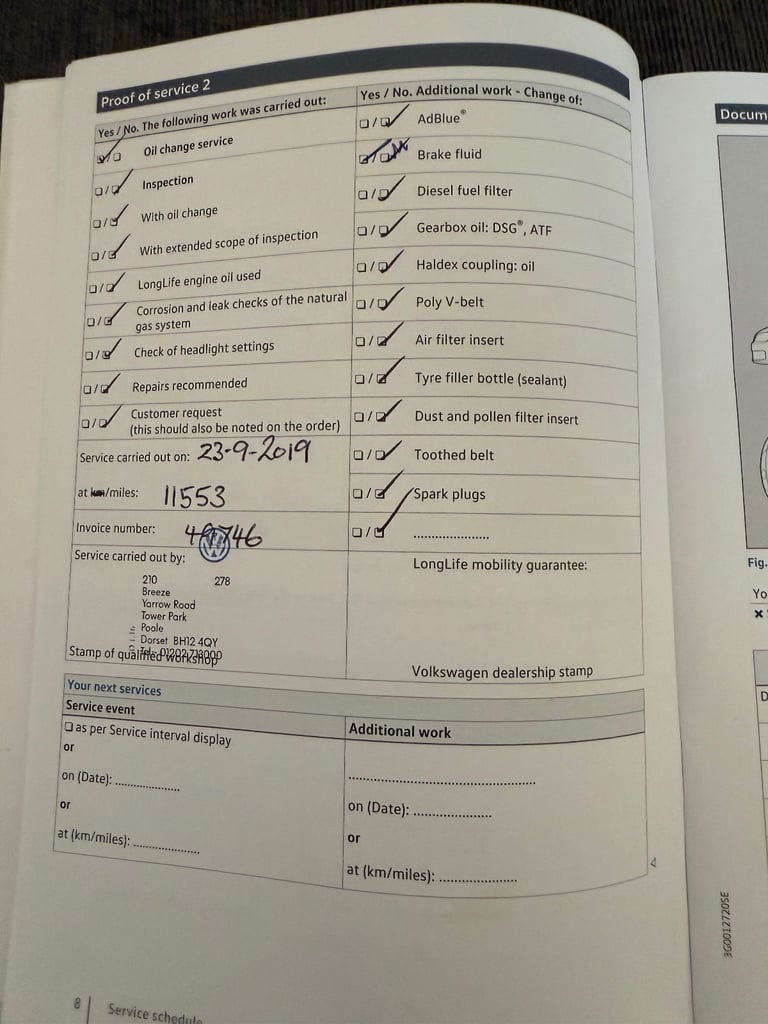 Proof of service 2
Yes / No. The following work was carried out:
Oil change service
Inspection
With oil change
With extended scope of inspection
LongLife engine oil used
Corrosion and leak checks of the natural
gas system
Check of headlight settings
Repairs recommended
Customer request
(this should also be noted on the order)
Service carried out on: 23-9-2019
at km/miles: 11553
Invoice number:
Service carried out by:
210 278
Breeze
Yarrow Road
Tower Park
Poole
Dorset BH12 4QY
Tel: 01202 718000
Stamp of qualified workshop
Yes / No. Additional work - Change of:
AdBlue®
Brake fluid
Diesel fuel filter
Gearbox oil: DSG®, ATF
Haldex coupling: oil
Poly V-belt
Air filter insert
Tyre filler bottle (sealant)
Dust and pollen filter insert
Toothed belt
Spark plugs
....................
LongLife mobility guarantee:
Volkswagen dealership stamp
Your next services
Service event
as per Service interval display
or
on (Date): .................
or
at (km/miles): .................
Additional work
..................................................
on (Date): ....................
or
at (km/miles): ....................
8 Service schedule
Docum
Fig.
Yo
3G0012720SE